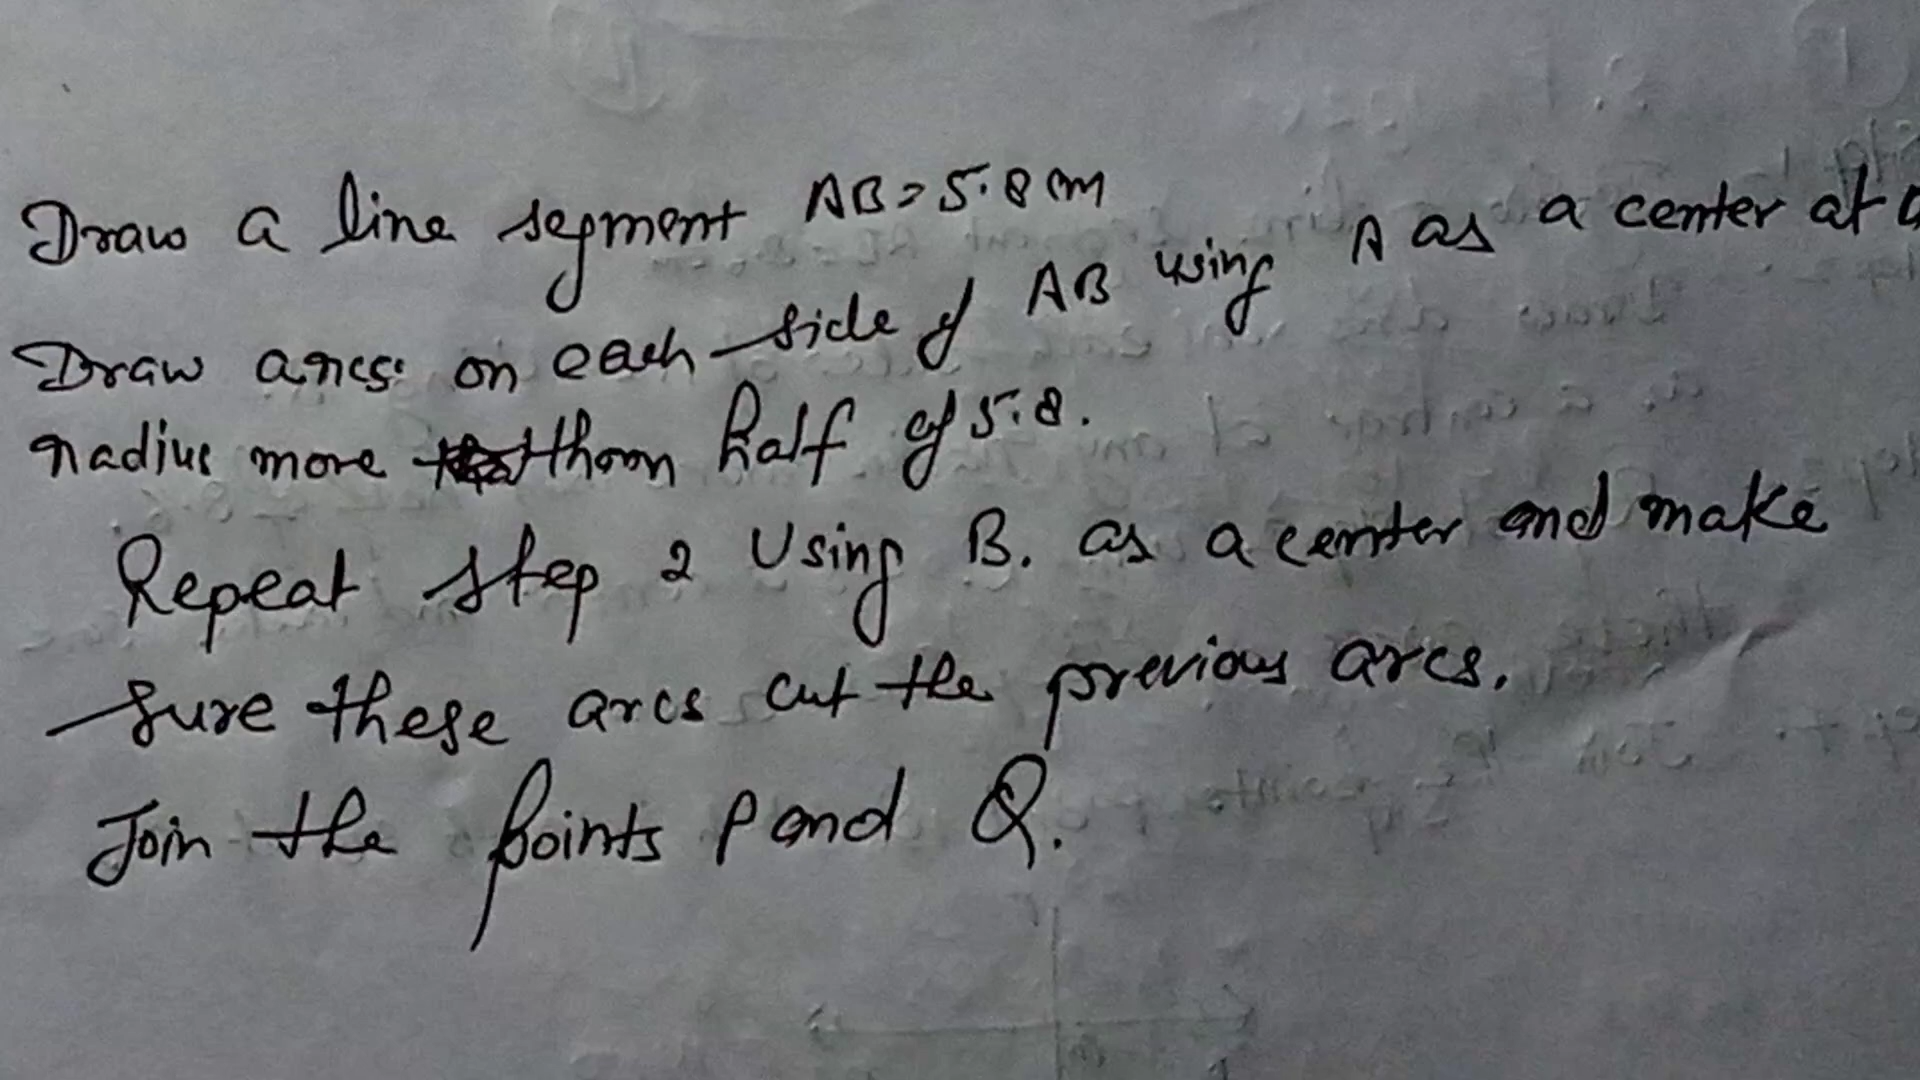 Draw a line segment AB = 5.8 cm
Draw arcs on each side of AB using A as a center at a
radius more than half of 5.8.
Repeat step 2 Using B. as a center and make
sure these arcs cut the previous arcs.
Join the points P and Q.